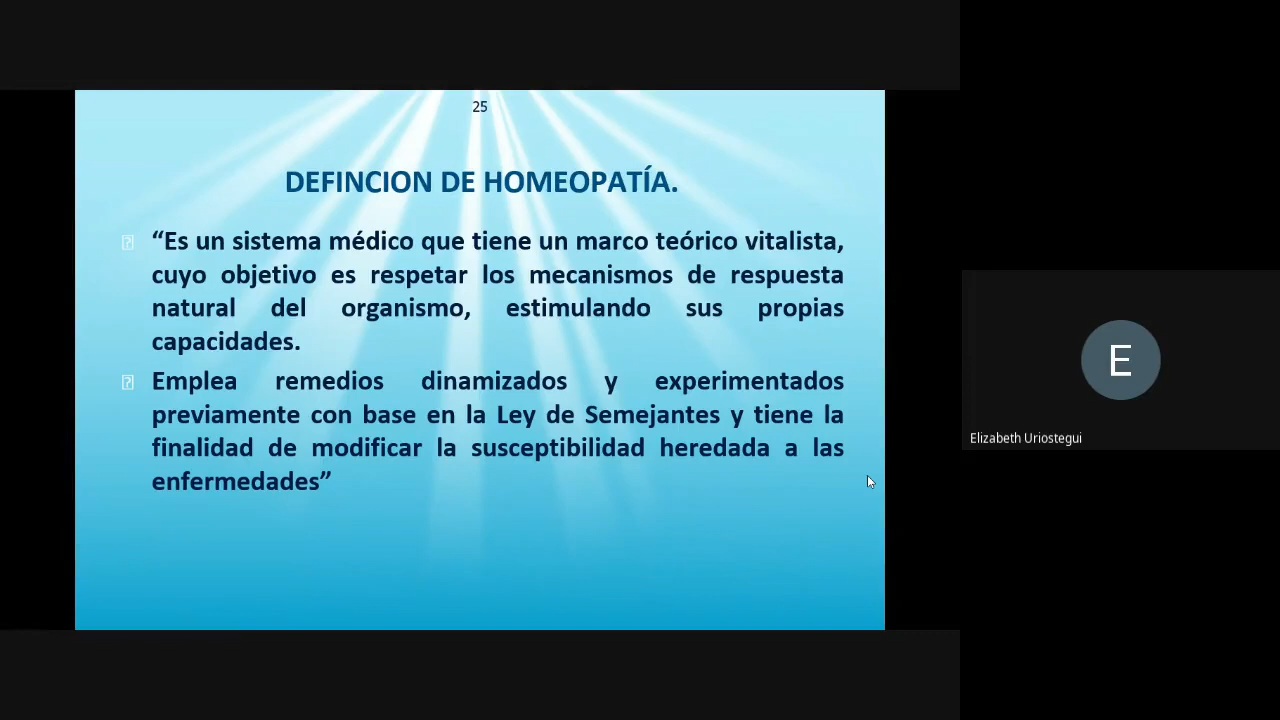 25
DEFINCION DE HOMEOPATÍA.
“Es un sistema médico que tiene un marco teórico vitalista,
cuyo objetivo es respetar los mecanismos de respuesta
natural del organismo, estimulando sus propias
capacidades.
Emplea remedios dinamizados y experimentados
previamente con base en la Ley de Semejantes y tiene la
finalidad de modificar la susceptibilidad heredada a las
enfermedades”
E
Elizabeth Uriostegui